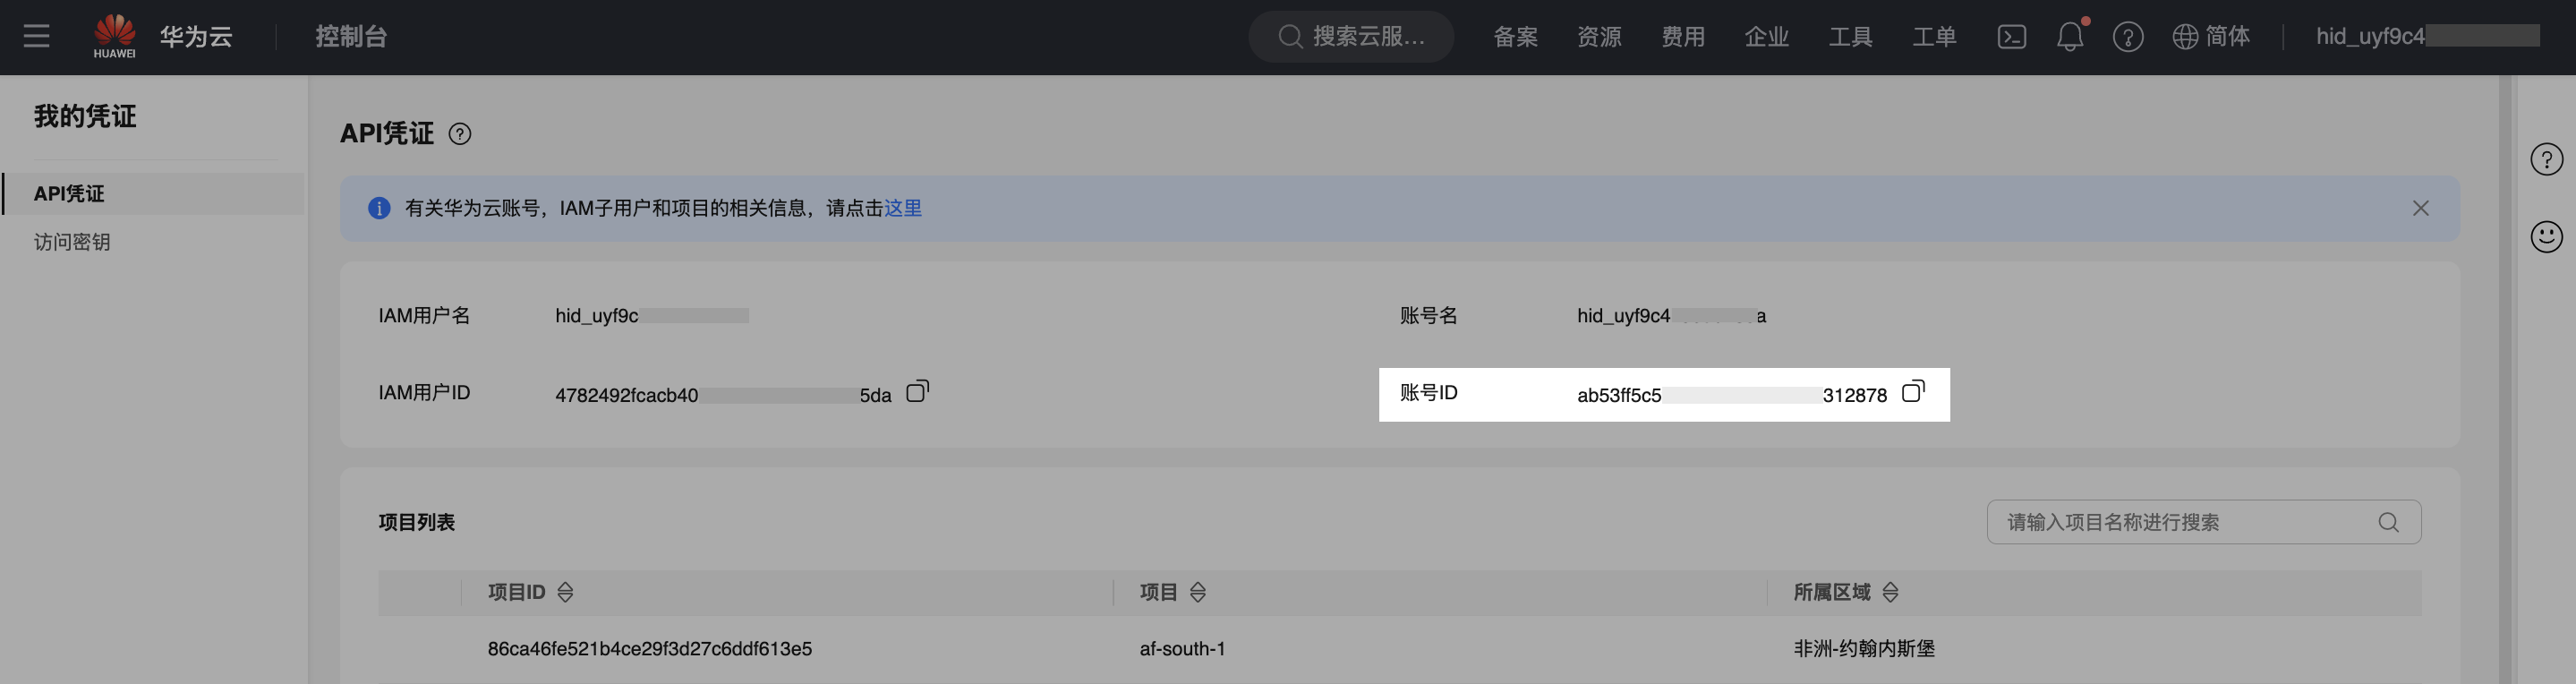 HUAWEI 华为云 控制台 搜索云服... 备案 资源 费用 企业 工具 工单 简体 hid_uyf9c4
我的凭证
API凭证
访问密钥
API凭证
有关华为云账号，IAM子用户和项目的相关信息，请点击这里
IAM用户名 hid_uyf9c 账号名 hid_uyf9c4 a
IAM用户ID 4782492fcacb40 5da 账号ID ab53ff5c5 312878
项目列表 请输入项目名称进行搜索
项目ID 项目 所属区域
86ca46fe521b4ce29f3d27c6ddf613e5 af-south-1 非洲-约翰内斯堡